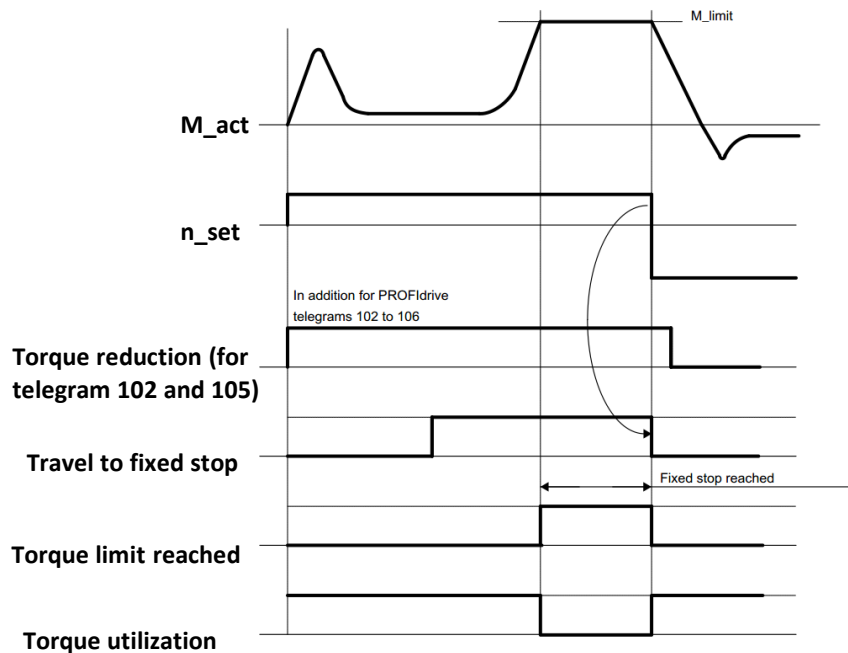 M_limit
M_act
n_set
In addition for PROFIdrive
telegrams 102 to 106
Torque reduction (for
telegram 102 and 105)
Travel to fixed stop
Fixed stop reached
Torque limit reached
Torque utilization